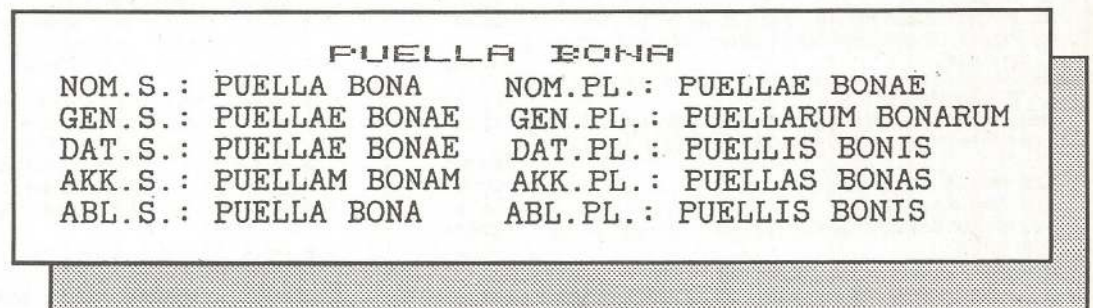 PUELLA BONA
NOM.S.: PUELLA BONA NOM.PL.: PUELLAE BONAE
GEN.S.: PUELLAE BONAE GEN.PL.: PUELLARUM BONARUM
DAT.S.: PUELLAE BONAE DAT.PL.: PUELLIS BONIS
AKK.S.: PUELLAM BONAM AKK.PL.: PUELLAS BONAS
ABL.S.: PUELLA BONA ABL.PL.: PUELLIS BONIS